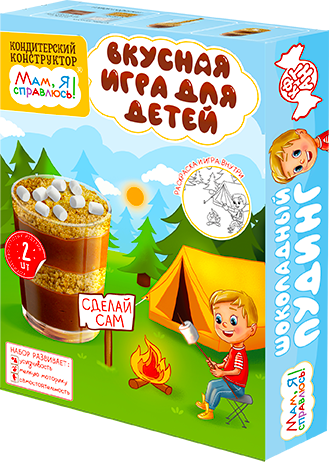 КОНДИТЕРСКИЙ
КОНСТРУКТОР
Мам, я
справлюсь!
ВКУСНАЯ
ИГРА ДЛЯ
ДЕТЕЙ
РАСКРАСКА И ИГРА ВНУТРИ
2
ШТ
СДЕЛАЙ
САМ
НАБОР РАЗВИВАЕТ:
усидчивость
мелкую моторику
самостоятельность
ШОКОЛАДНЫЙ
ПУДИНГ
Мам, я
справлюсь!